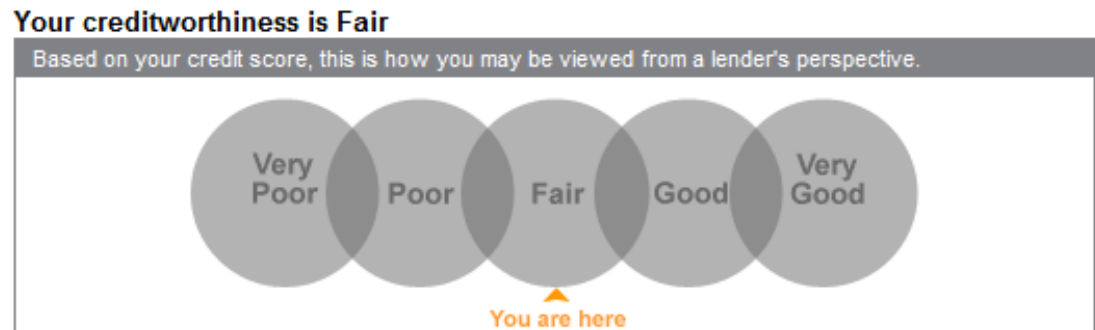 Your creditworthiness is Fair
Based on your credit score, this is how you may be viewed from a lender's perspective.
Very
Poor
Poor
Fair
Good
Very
Good
You are here